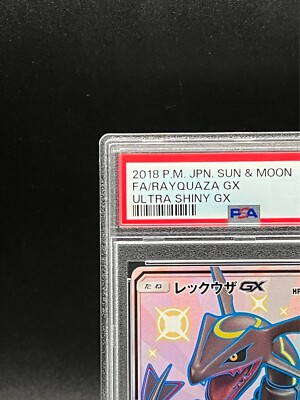 2018 P.M. JPN. SUN & MOON
FA/RAYQUAZA GX
ULTRA SHINY GX
PSA
たね レックウザGX HP